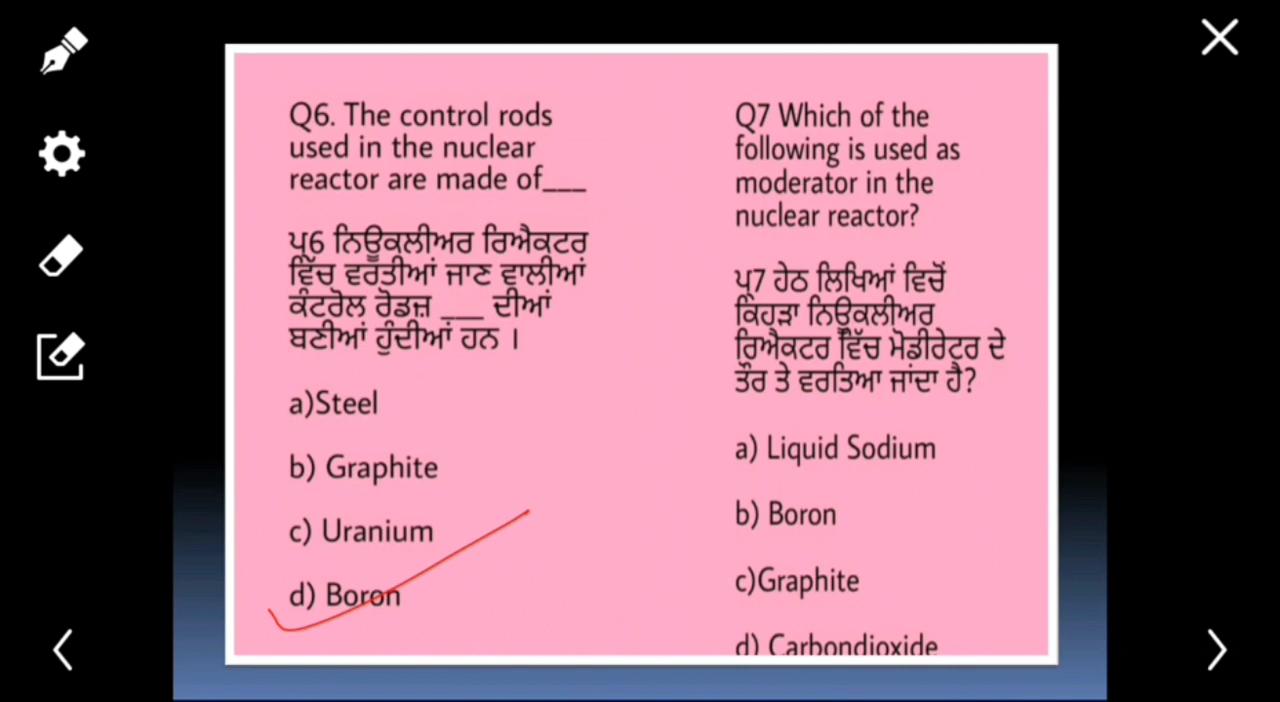 Q6. The control rods
used in the nuclear
reactor are made of___
ਪ੍ਰ6 ਨਿਊਕਲੀਅਰ ਰਿਐਕਟਰ
ਵਿੱਚ ਵਰਤੀਆਂ ਜਾਣ ਵਾਲੀਆਂ
ਕੰਟਰੋਲ ਰੋਡਜ਼ ___ ਦੀਆਂ
ਬਣੀਆਂ ਹੁੰਦੀਆਂ ਹਨ ।
a)Steel
b) Graphite
c) Uranium
d) Boron
Q7 Which of the
following is used as
moderator in the
nuclear reactor?
ਪ੍ਰ7 ਹੇਠ ਲਿਖਿਆਂ ਵਿਚੋਂ
ਕਿਹੜਾ ਨਿਊਕਲੀਅਰ
ਰਿਐਕਟਰ ਵਿੱਚ ਮੋਡੀਰੇਟਰ ਦੇ
ਤੌਰ ਤੇ ਵਰਤਿਆ ਜਾਂਦਾ ਹੈ?
a) Liquid Sodium
b) Boron
c)Graphite
d) Carbondioxide